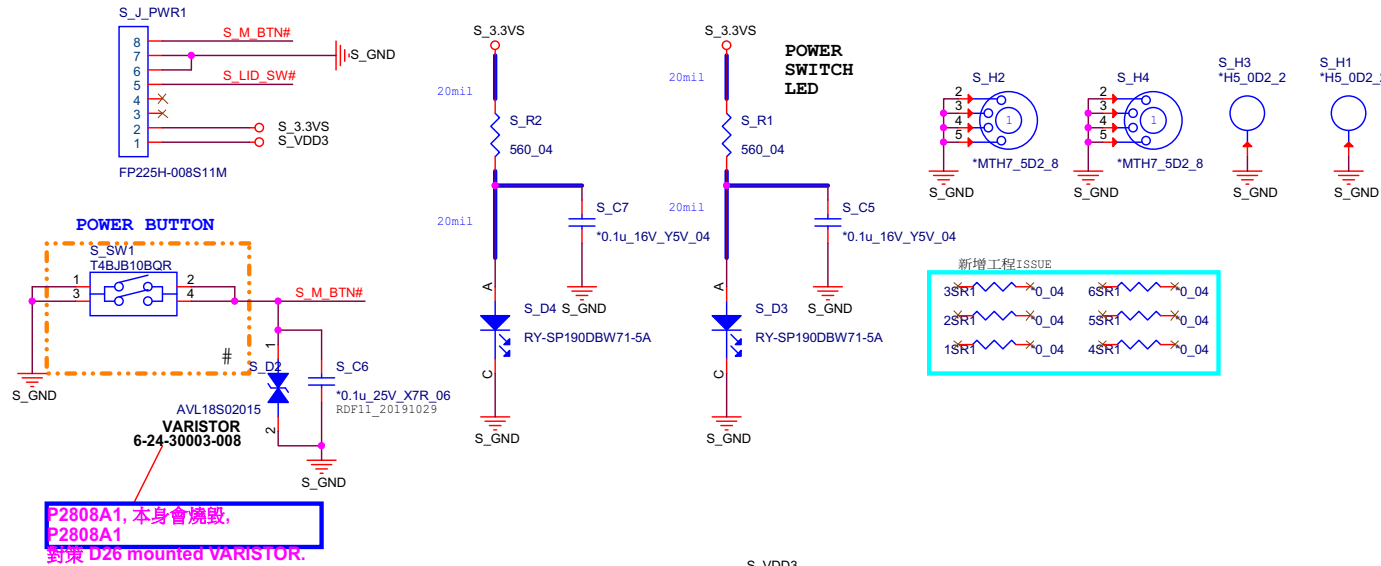 S_J_PWR1
8
7
6
5
4
3
2
1
S_M_BTN#
S_GND
S_LID_SW#
S_3.3VS
S_VDD3
FP225H-008S11M
POWER BUTTON
S_SW1
T4BJB10BQR
1
3
2
4
S_M_BTN#
#
S_GND
1
S_D2
2
AVL18S02015
VARISTOR
6-24-30003-008
S_C6
*0.1u_25V_X7R_06
RDF11_20191029
S_GND
P2808A1, 本身會燒毀,
P2808A1
對策 D26 mounted VARISTOR.
S_3.3VS
20mil
S_R2
560_04
20mil
S_C7
*0.1u_16V_Y5V_04
S_GND
A
S_D4
RY-SP190DBW71-5A
C
S_GND
S_3.3VS
20mil
POWER
SWITCH
LED
S_R1
560_04
20mil
S_C5
*0.1u_16V_Y5V_04
S_GND
A
S_D3
RY-SP190DBW71-5A
C
S_GND
S_H2
2
3
4
5
1
*MTH7_5D2_8
S_GND
S_H4
2
3
4
5
1
*MTH7_5D2_8
S_GND
S_H3
*H5_0D2_2
S_GND
S_H1
*H5_0D2_2
S_GND
新增工程ISSUE
3SR1 *0_04 6SR1 *0_04
2SR1 *0_04 5SR1 *0_04
1SR1 *0_04 4SR1 *0_04
S_VDD3